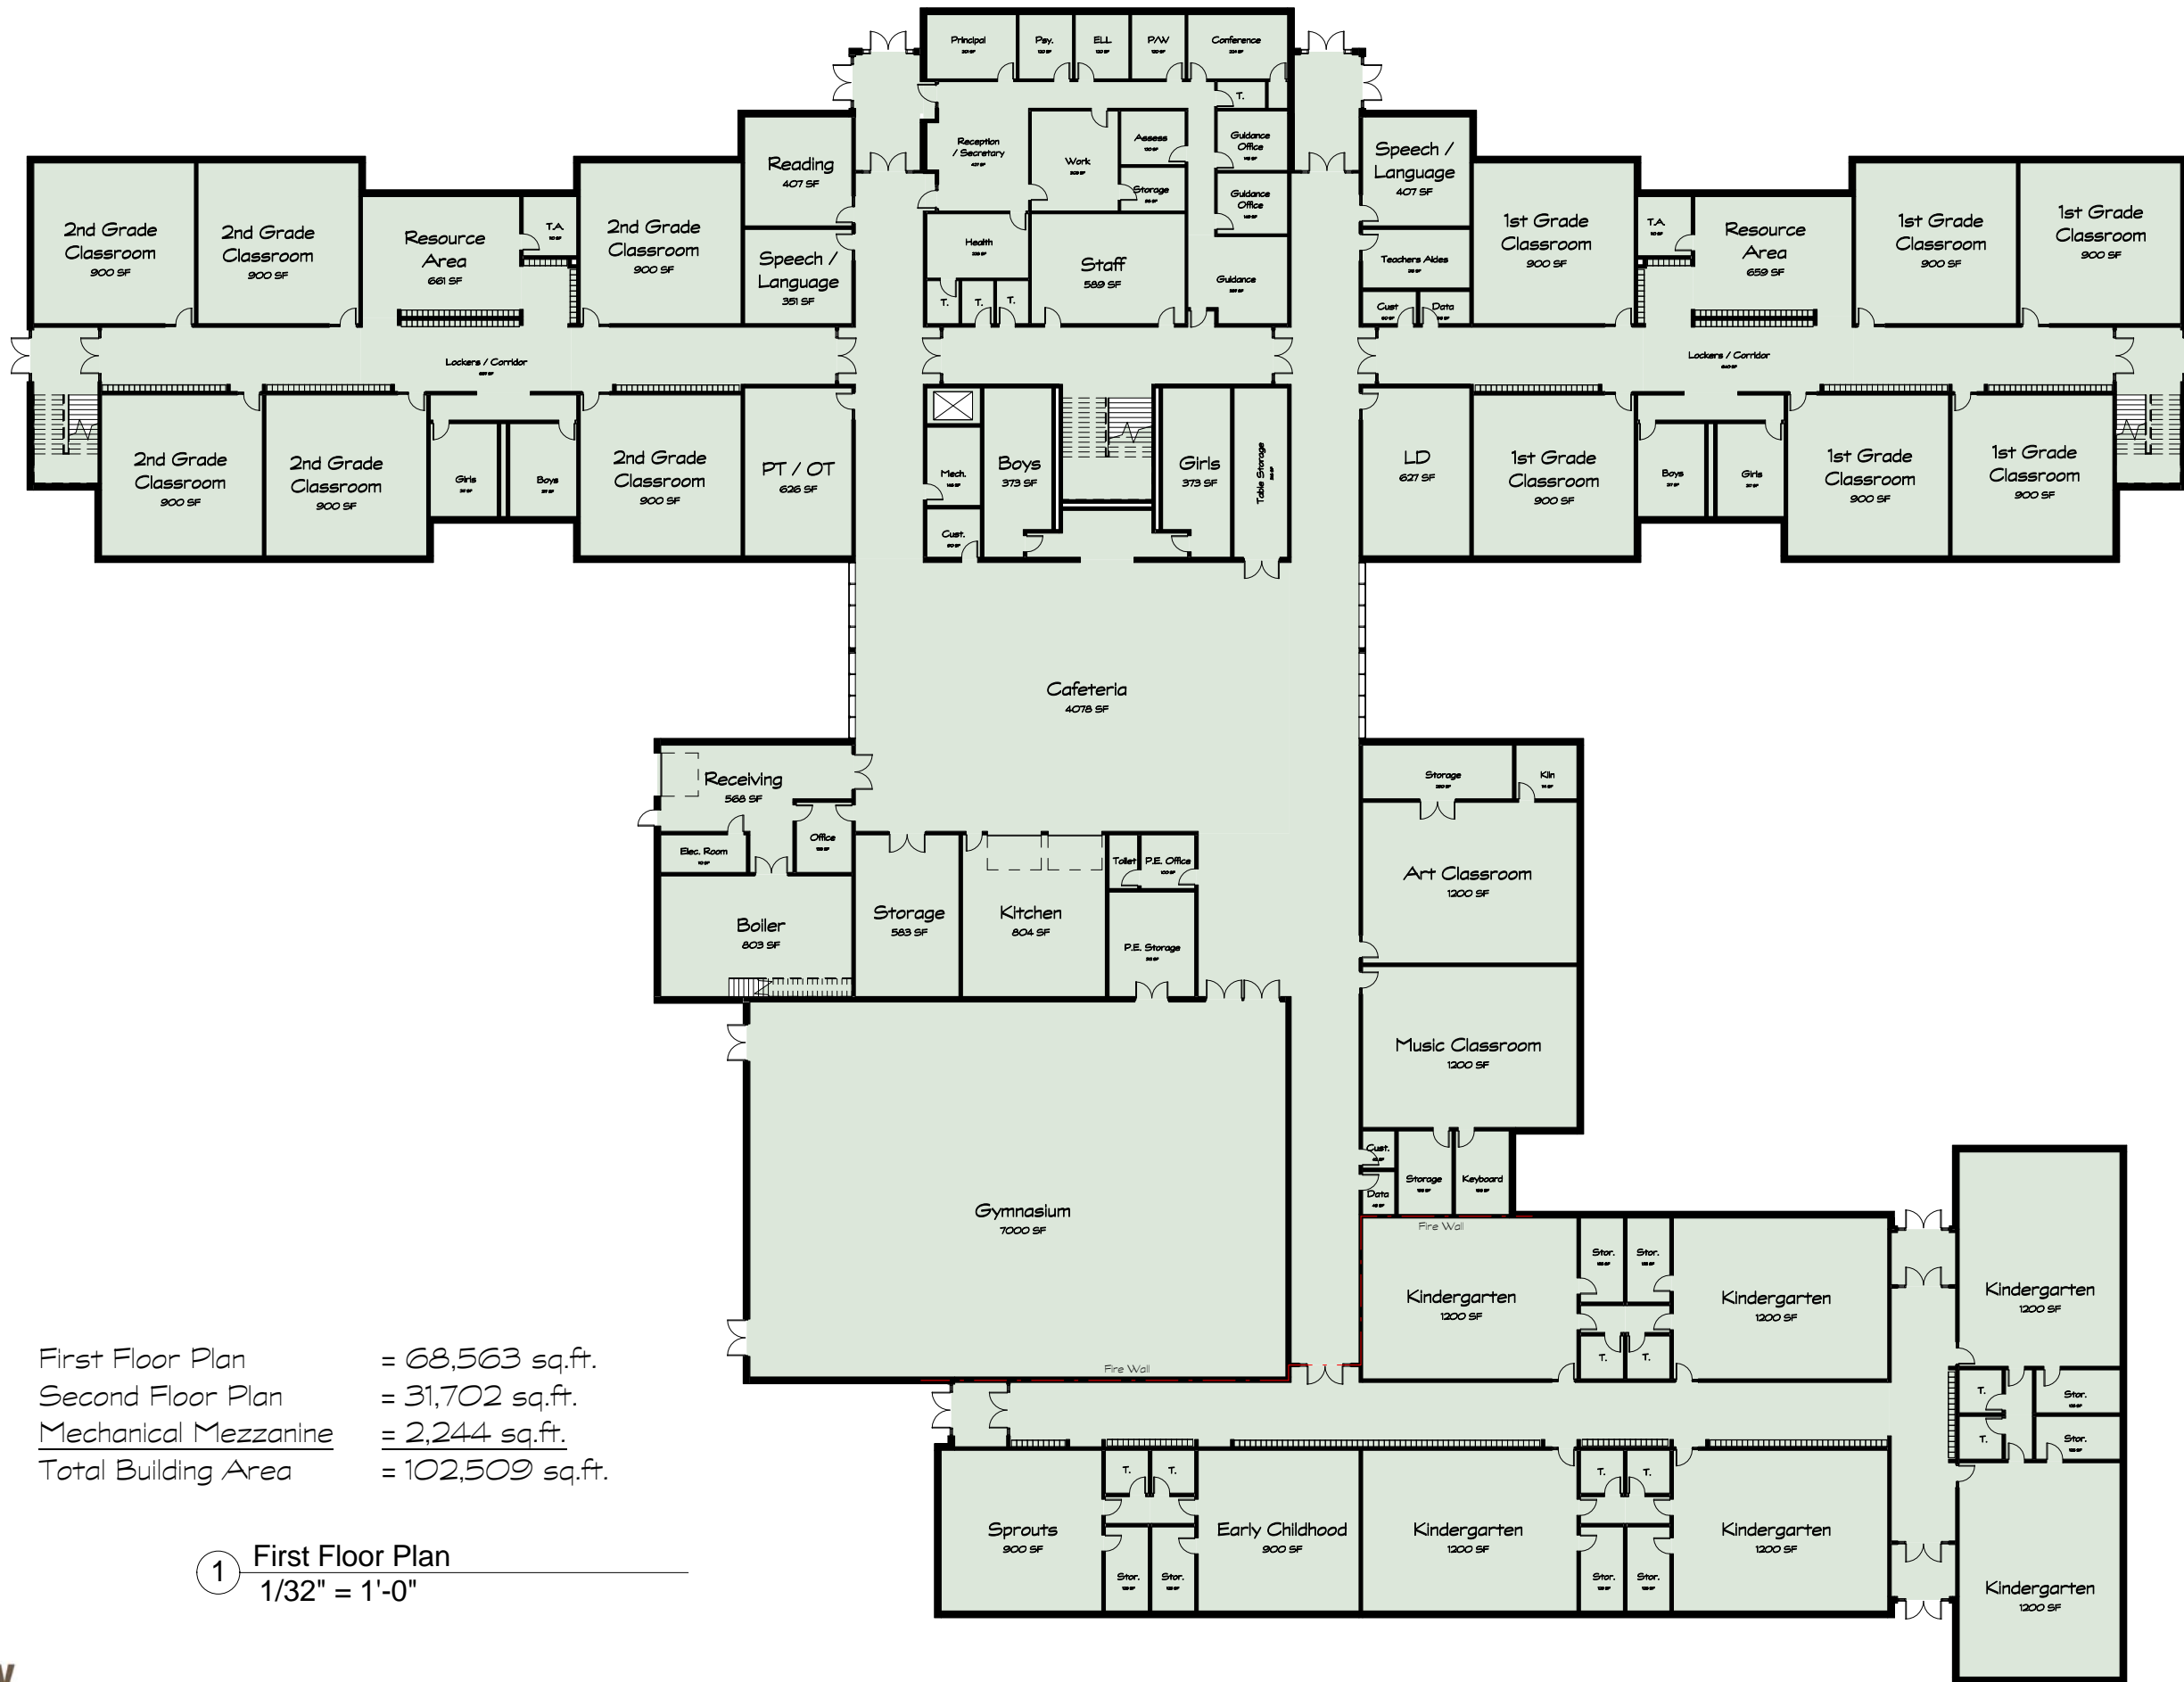 Principal
Psy.
ELL
P/W
Conference
T.
Reception
/ Secretary
Work
Assess
Storage
Guidance
Office
Guidance
Office
Guidance
Health
Staff
589 SF
T.
T.
T.
2nd Grade
Classroom
900 SF
2nd Grade
Classroom
900 SF
Resource
Area
661 SF
T.A.
2nd Grade
Classroom
900 SF
Reading
407 SF
Speech /
Language
351 SF
Lockers / Corridor
2nd Grade
Classroom
900 SF
2nd Grade
Classroom
900 SF
Girls
Boys
2nd Grade
Classroom
900 SF
PT / OT
626 SF
Mech.
Cust.
Boys
373 SF
Girls
373 SF
Table Storage
Speech /
Language
407 SF
Teachers Aides
Cust
Data
1st Grade
Classroom
900 SF
T.A.
Resource
Area
659 SF
1st Grade
Classroom
900 SF
1st Grade
Classroom
900 SF
Lockers / Corridor
LD
627 SF
1st Grade
Classroom
900 SF
Boys
Girls
1st Grade
Classroom
900 SF
1st Grade
Classroom
900 SF
Cafeteria
4078 SF
Receiving
568 SF
Elec. Room
Office
Boiler
803 SF
Storage
583 SF
Kitchen
804 SF
Toilet
P.E. Office
P.E. Storage
Storage
Kiln
Art Classroom
1200 SF
Music Classroom
1200 SF
Cust.
Data
Storage
Keyboard
Gymnasium
7000 SF
Fire Wall
Fire Wall
Kindergarten
1200 SF
Stor.
Stor.
T.
T.
Kindergarten
1200 SF
Kindergarten
1200 SF
T.
Stor.
T.
Stor.
Kindergarten
1200 SF
Sprouts
900 SF
T.
T.
Stor.
Stor.
Early Childhood
900 SF
Kindergarten
1200 SF
T.
T.
Stor.
Stor.
Kindergarten
1200 SF
First Floor Plan = 68,563 sq.ft.
Second Floor Plan = 31,702 sq.ft.
Mechanical Mezzanine = 2,244 sq.ft.
Total Building Area = 102,509 sq.ft.
1 First Floor Plan
1/32" = 1'-0"